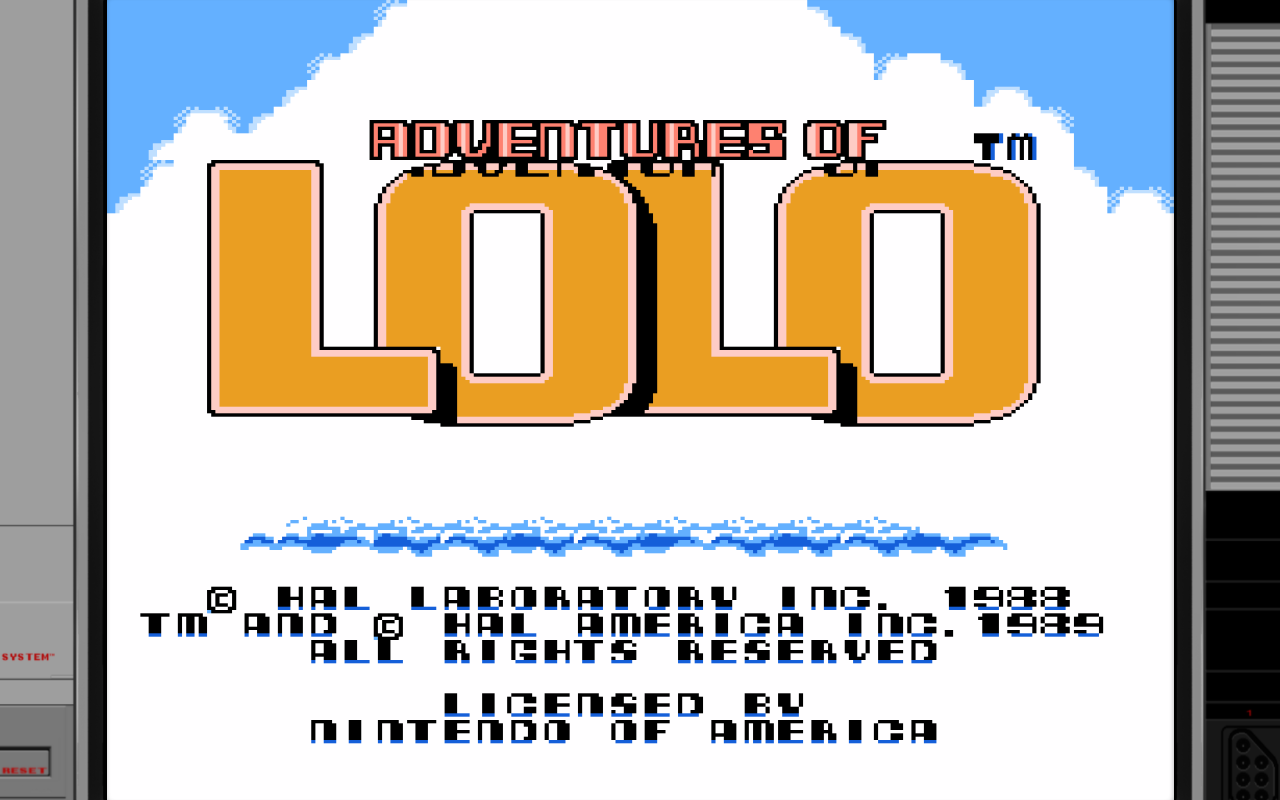 ADVENTURES OF TM
LOLO
© HAL LABORATORY INC. 1988
TM AND © HAL AMERICA INC. 1989
ALL RIGHTS RESERVED
LICENSED BY
NINTENDO OF AMERICA
SYSTEM™
RESET
1